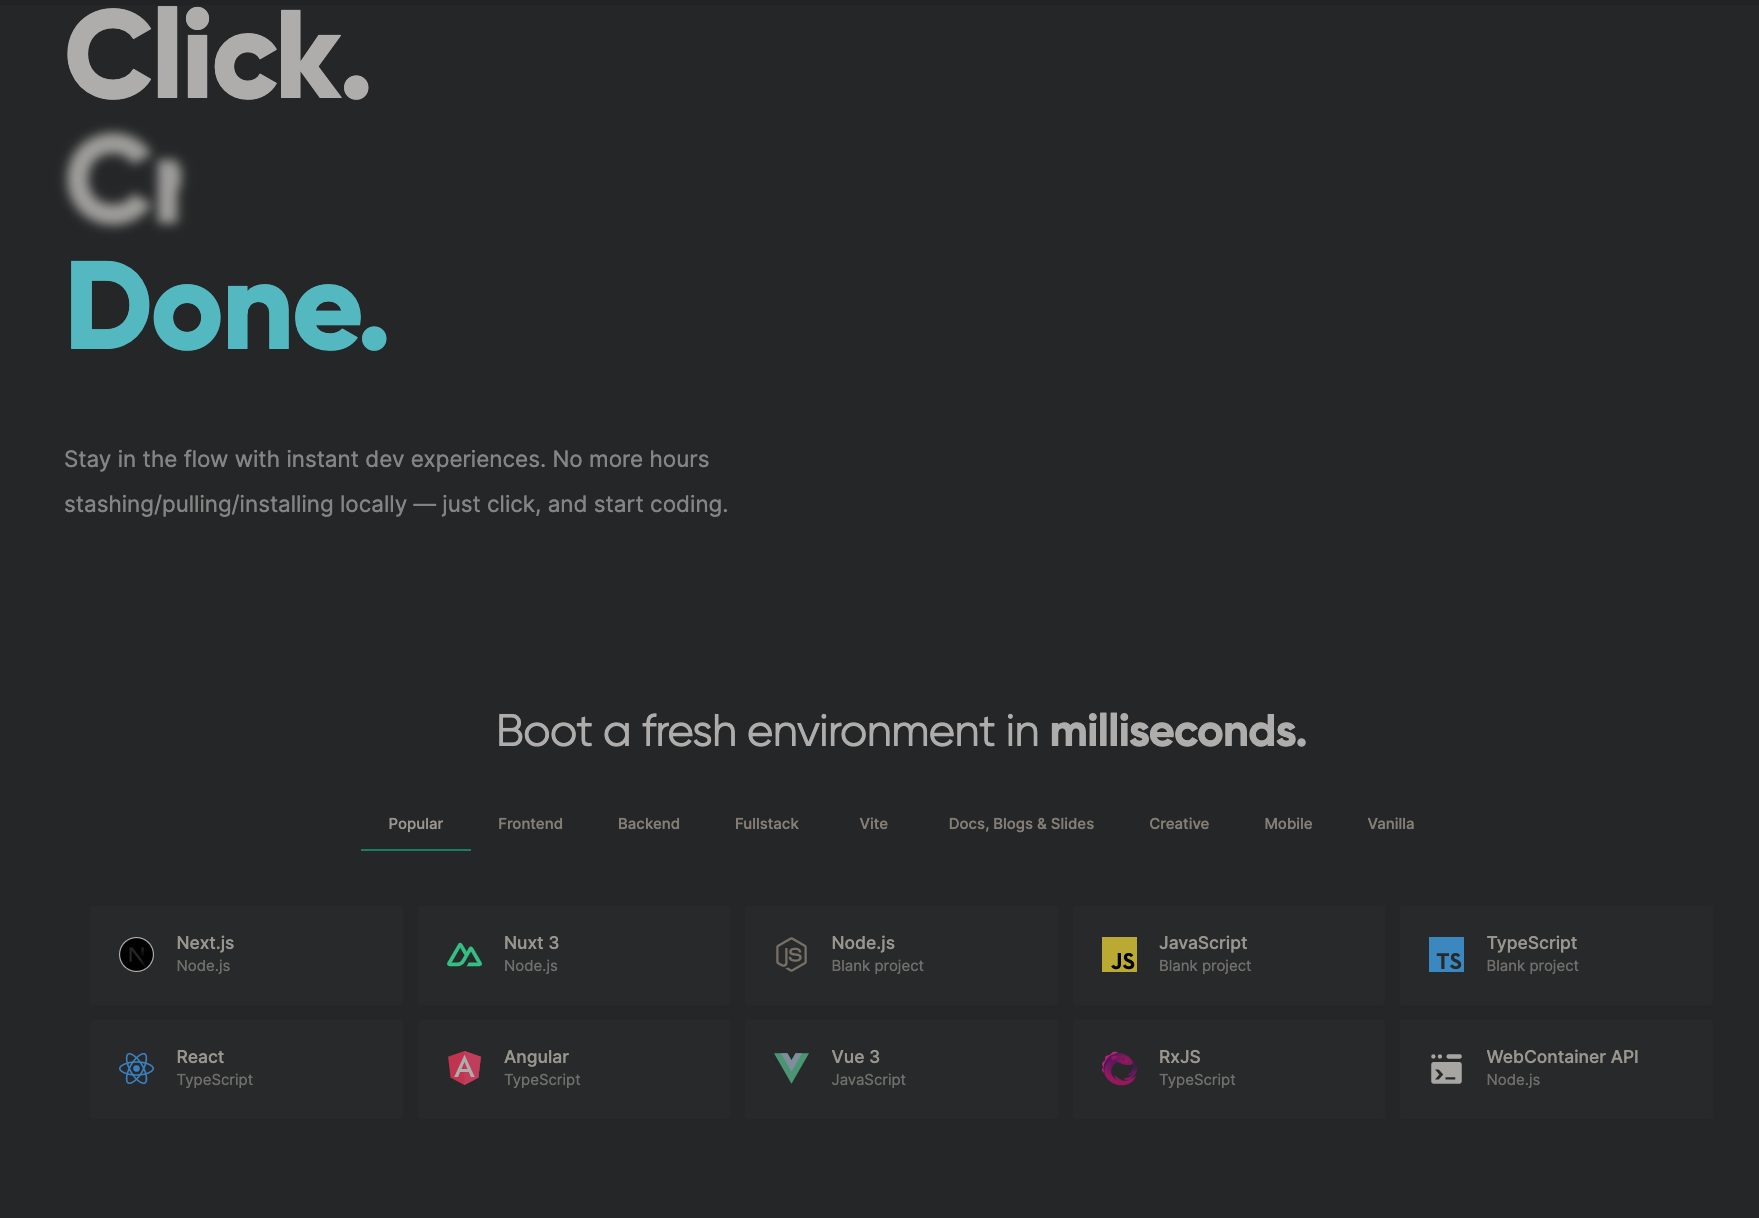 Click.
Cr
Done.
Stay in the flow with instant dev experiences. No more hours
stashing/pulling/installing locally — just click, and start coding.
Boot a fresh environment in milliseconds.
Popular Frontend Backend Fullstack Vite Docs, Blogs & Slides Creative Mobile Vanilla
N Next.js
Node.js
Nuxt 3
Node.js
JS Node.js
Blank project
JS JavaScript
Blank project
TS TypeScript
Blank project
React
TypeScript
A Angular
TypeScript
Vue 3
JavaScript
RxJS
TypeScript
WebContainer API
Node.js